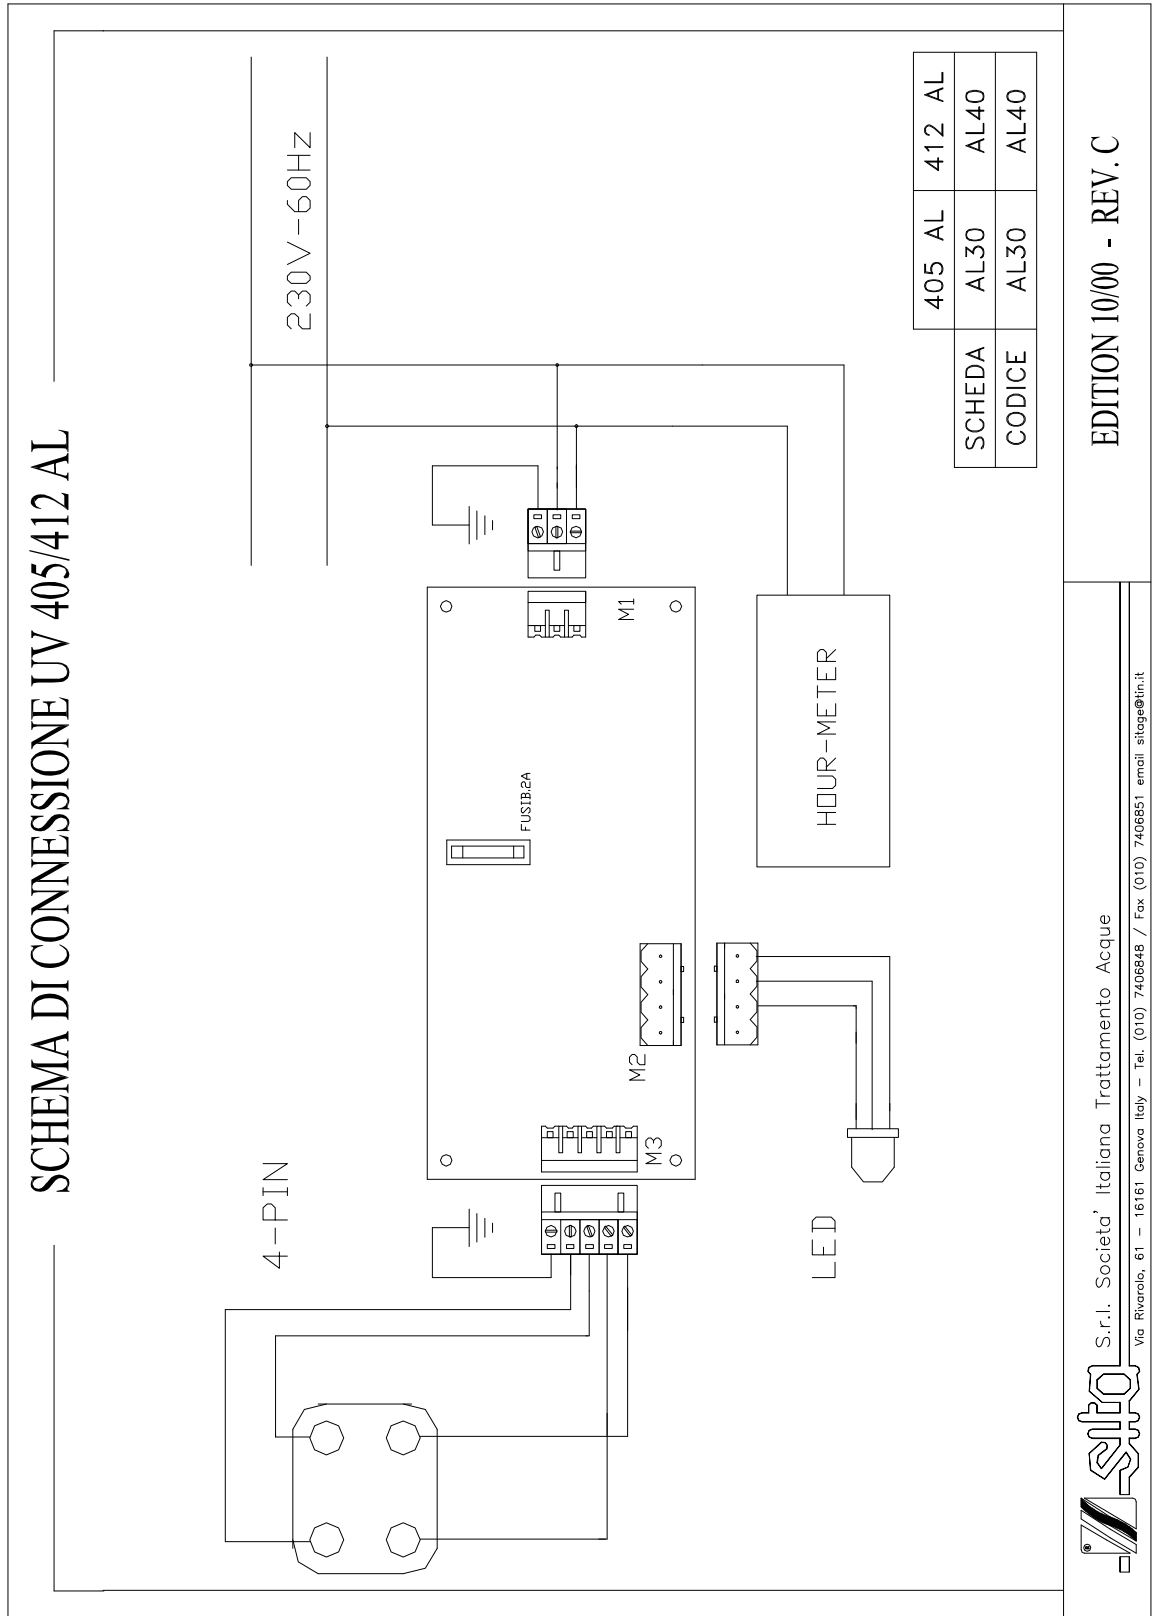 SCHEMA DI CONNESSIONE UV 405/412 AL
4-PIN
230V-60Hz
FUSIB.2A
M3
M2
M1
LED
HOUR-METER
405 AL 412 AL
SCHEDA AL30 AL40
CODICE AL30 AL40
sita
®
S.r.l. Societa' Italiana Trattamento Acque
Via Rivarolo, 61 - 16161 Genova Italy - Tel. (010) 7406848 / Fax (010) 7406851 email sitage@tin.it
EDITION 10/00 - REV. C